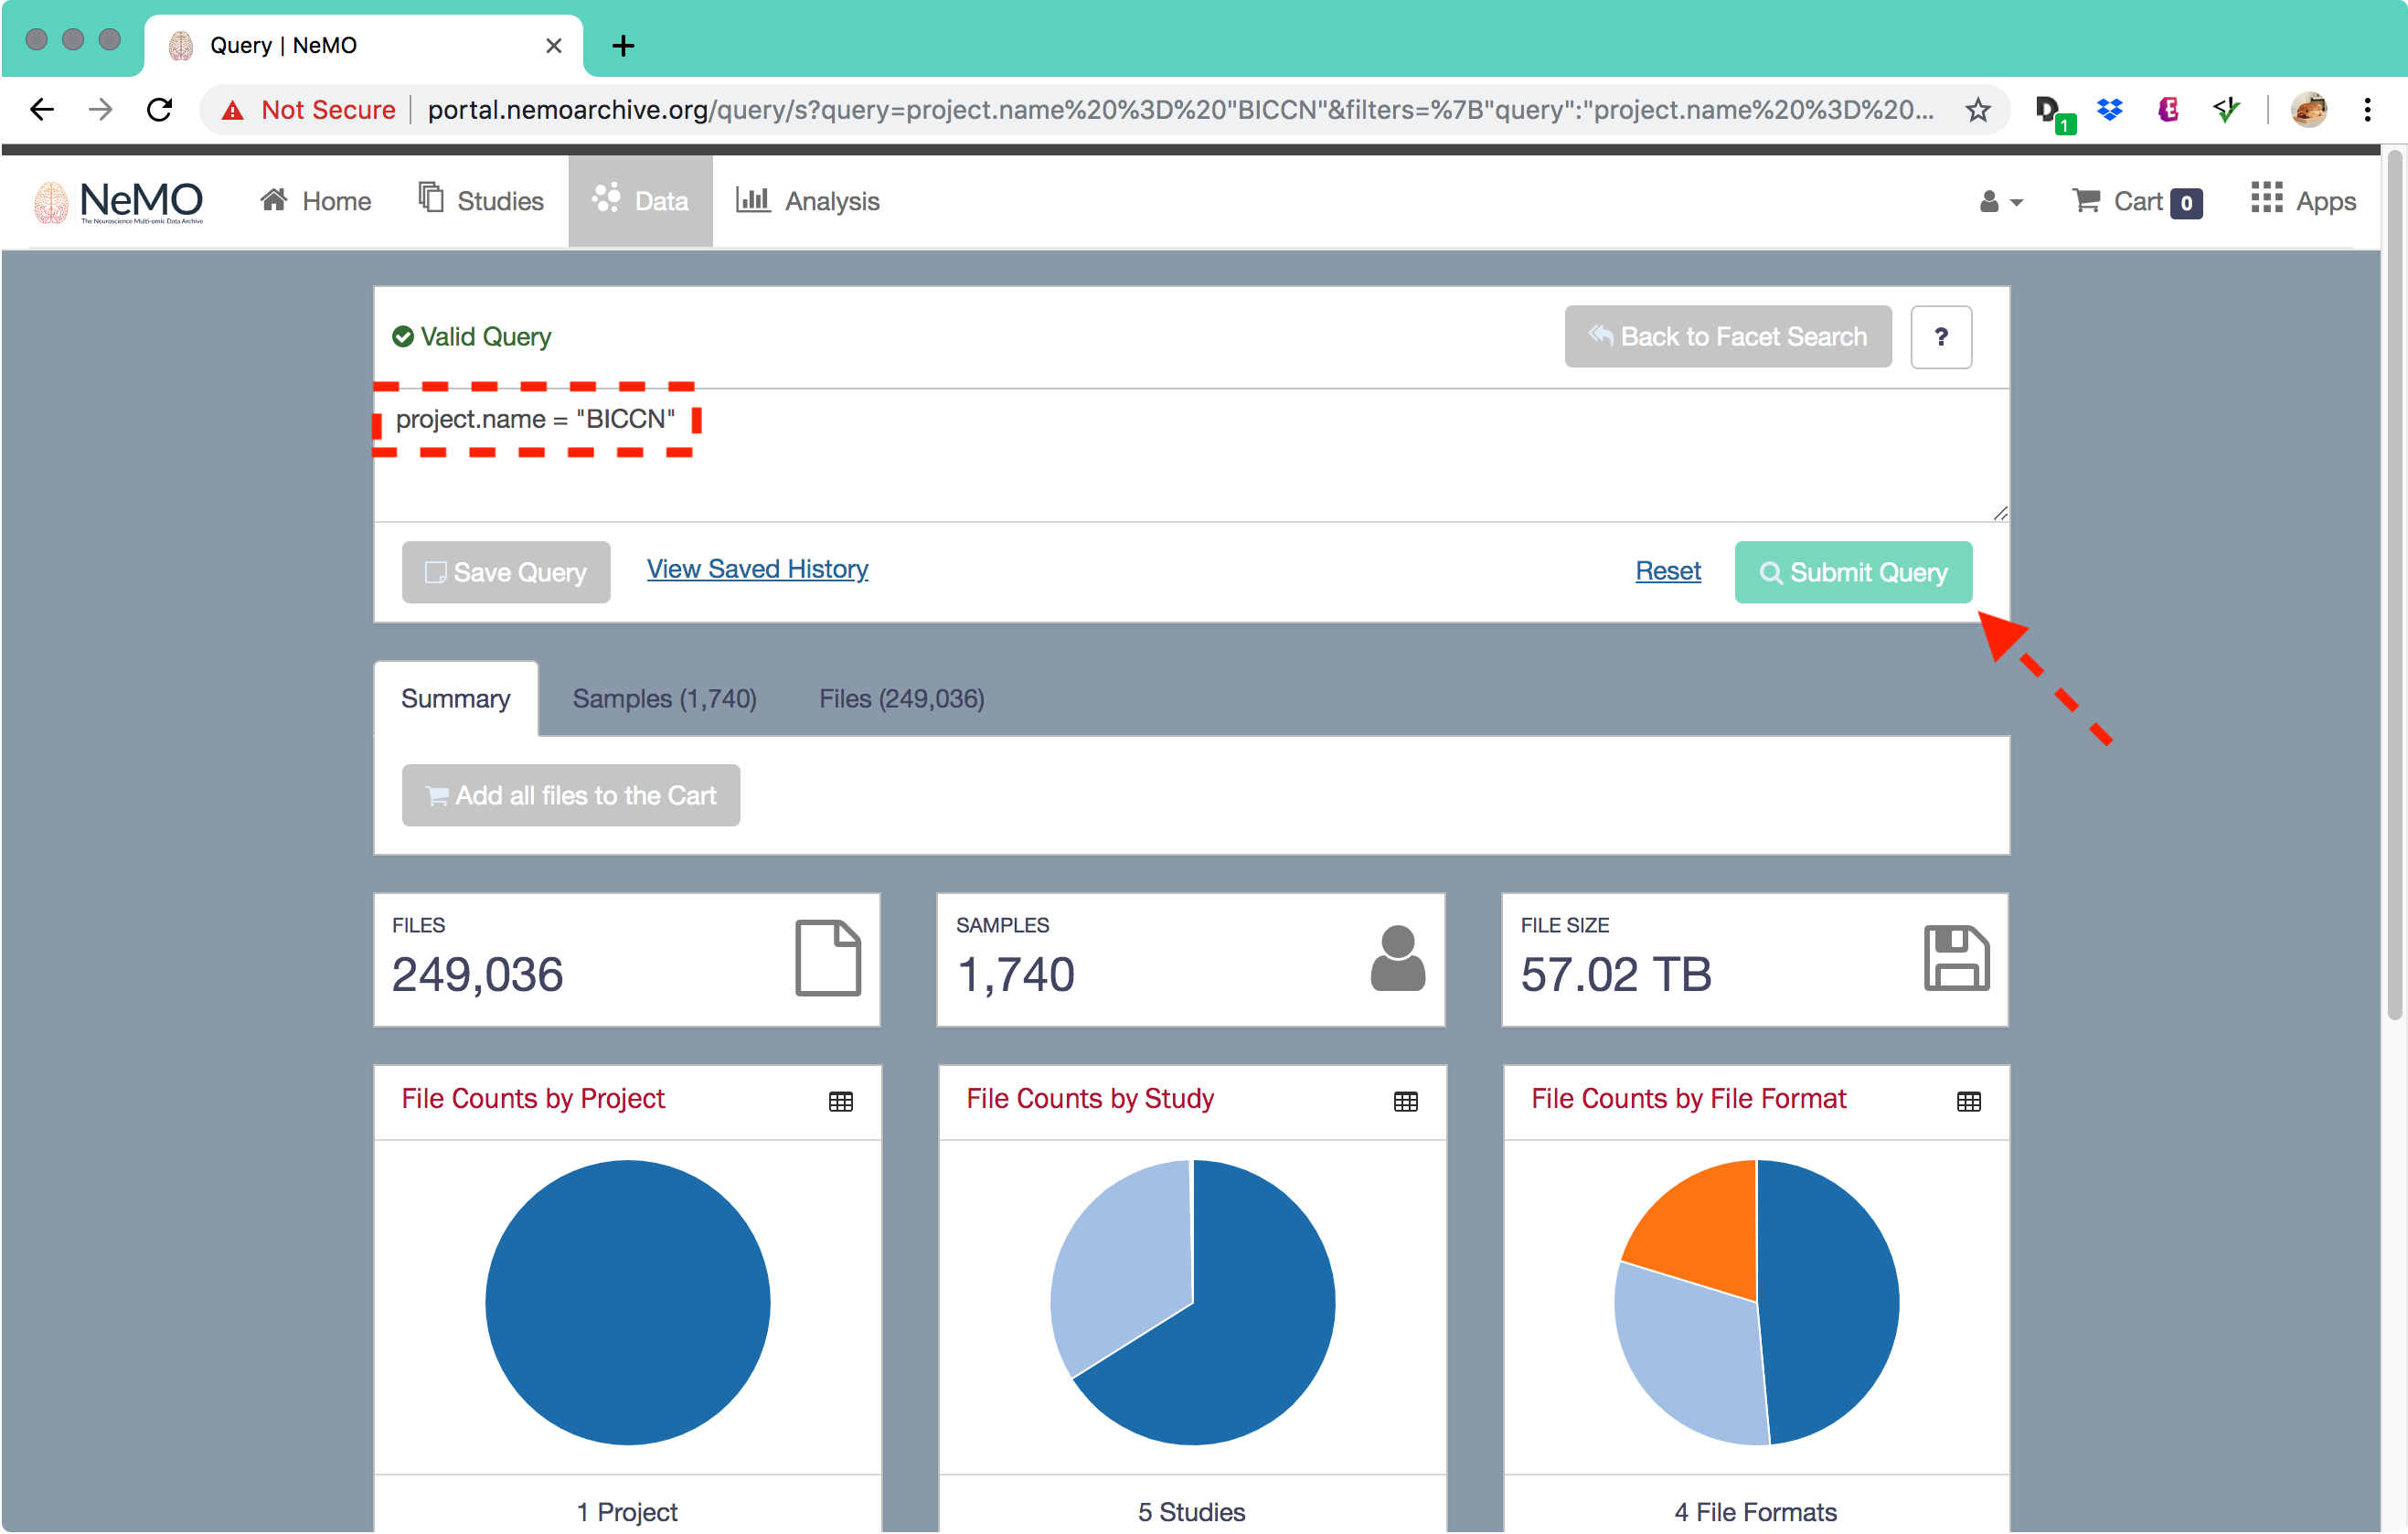 Query | NeMO
Not Secure portal.nemoarchive.org/query/s?query=project.name%20%3D%20"BICCN"&filters=%7B"query":"project.name%20%3D%20...
1
NeMO
The Neuroscience Multi-omic Data Archive
Home Studies Data Analysis Cart 0 Apps
Valid Query Back to Facet Search ?
project.name = "BICCN"
Save Query View Saved History Reset Submit Query
Summary Samples (1,740) Files (249,036)
Add all files to the Cart
FILES
249,036
SAMPLES
1,740
FILE SIZE
57.02 TB
File Counts by Project
1 Project
File Counts by Study
5 Studies
File Counts by File Format
4 File Formats